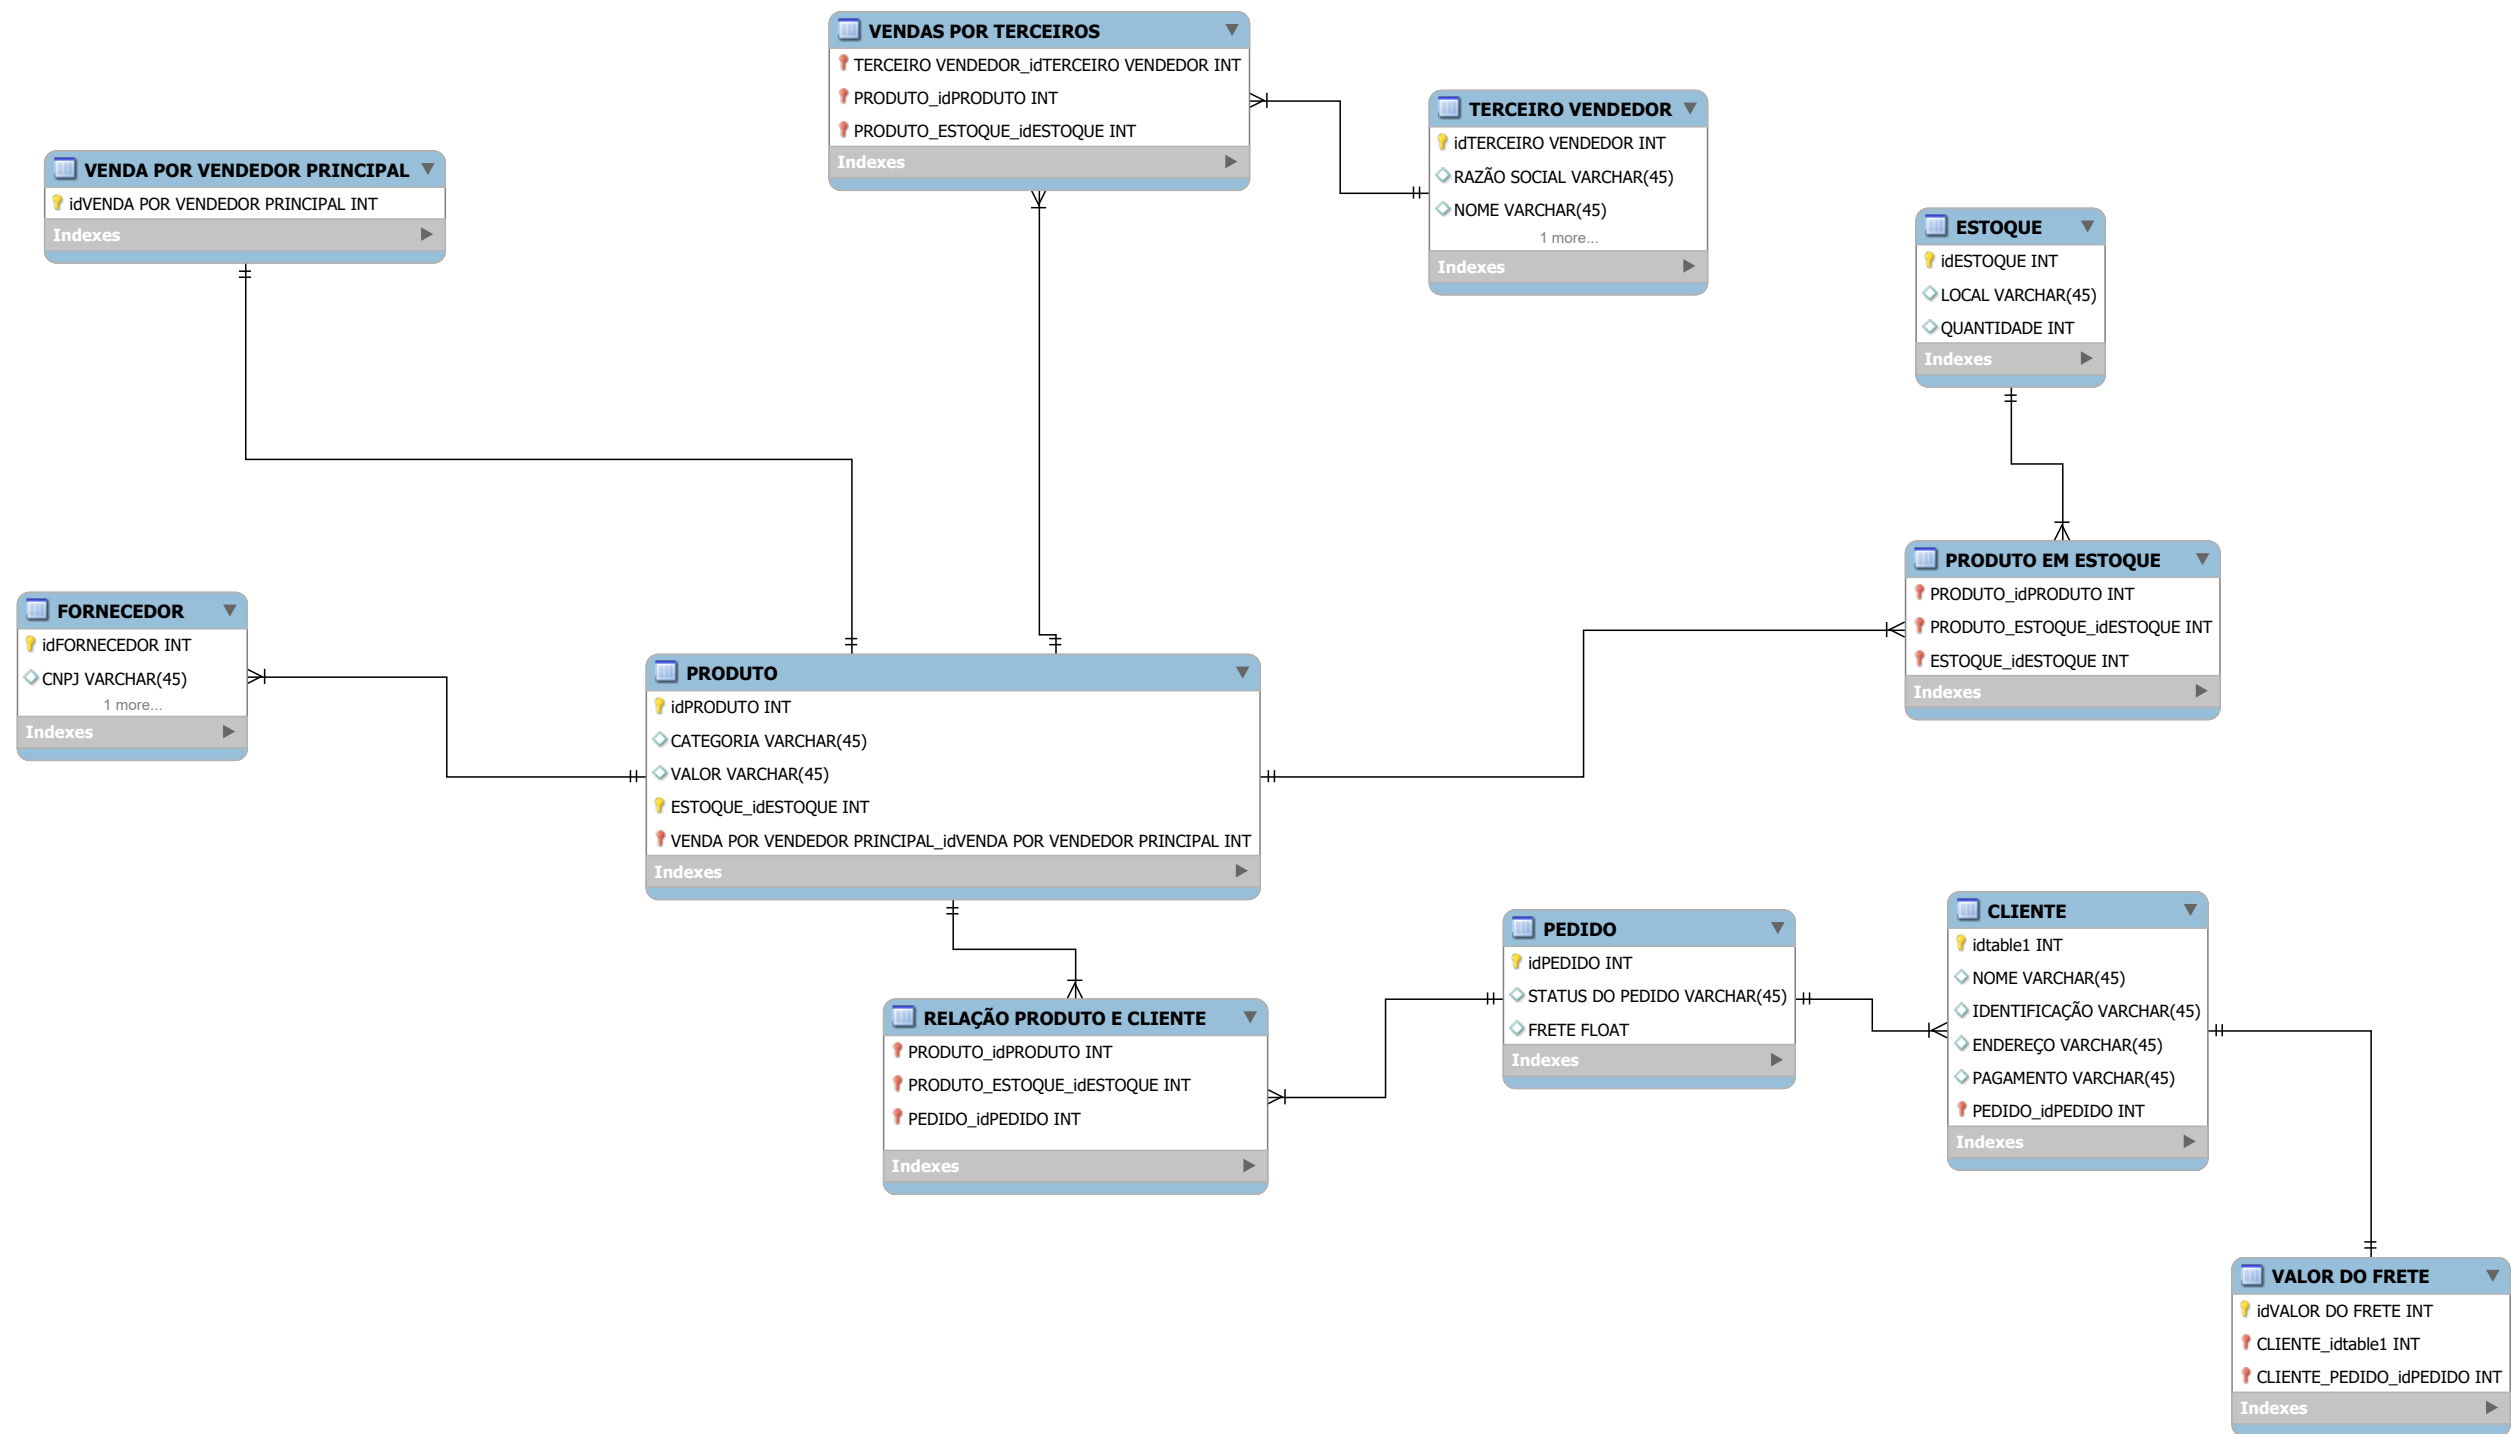 VENDAS POR TERCEIROS
TERCEIRO VENDEDOR_idTERCEIRO VENDEDOR INT
PRODUTO_idPRODUTO INT
PRODUTO_ESTOQUE_idESTOQUE INT
Indexes
TERCEIRO VENDEDOR
idTERCEIRO VENDEDOR INT
RAZÃO SOCIAL VARCHAR(45)
NOME VARCHAR(45)
1 more...
Indexes
VENDA POR VENDEDOR PRINCIPAL
idVENDA POR VENDEDOR PRINCIPAL INT
Indexes
ESTOQUE
idESTOQUE INT
LOCAL VARCHAR(45)
QUANTIDADE INT
Indexes
PRODUTO EM ESTOQUE
PRODUTO_idPRODUTO INT
PRODUTO_ESTOQUE_idESTOQUE INT
ESTOQUE_idESTOQUE INT
Indexes
FORNECEDOR
idFORNECEDOR INT
CNPJ VARCHAR(45)
1 more...
Indexes
PRODUTO
idPRODUTO INT
CATEGORIA VARCHAR(45)
VALOR VARCHAR(45)
ESTOQUE_idESTOQUE INT
VENDA POR VENDEDOR PRINCIPAL_idVENDA POR VENDEDOR PRINCIPAL INT
Indexes
RELAÇÃO PRODUTO E CLIENTE
PRODUTO_idPRODUTO INT
PRODUTO_ESTOQUE_idESTOQUE INT
PEDIDO_idPEDIDO INT
Indexes
PEDIDO
idPEDIDO INT
STATUS DO PEDIDO VARCHAR(45)
FRETE FLOAT
Indexes
CLIENTE
idtable1 INT
NOME VARCHAR(45)
IDENTIFICAÇÃO VARCHAR(45)
ENDEREÇO VARCHAR(45)
PAGAMENTO VARCHAR(45)
PEDIDO_idPEDIDO INT
Indexes
VALOR DO FRETE
idVALOR DO FRETE INT
CLIENTE_idtable1 INT
CLIENTE_PEDIDO_idPEDIDO INT
Indexes